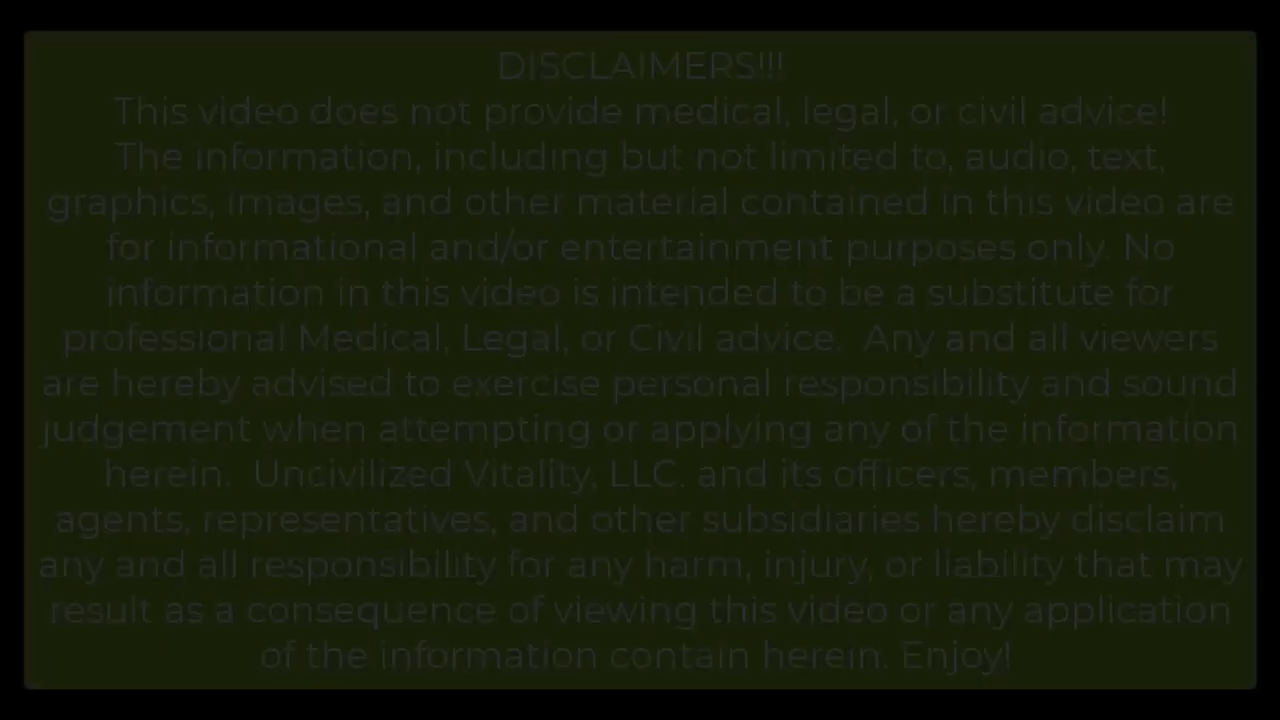 DISCLAIMERS!!!
This video does not provide medical, legal, or civil advice!
The information, including but not limited to, audio, text,
graphics, images, and other material contained in this video are
for informational and/or entertainment purposes only. No
information in this video is intended to be a substitute for
professional Medical, Legal, or Civil advice.  Any and all viewers
are hereby advised to exercise personal responsibility and sound
judgement when attempting or applying any of the information
herein.  Uncivilized Vitality, LLC. and its officers, members,
agents, representatives, and other subsidiaries hereby disclaim
any and all responsibility for any harm, injury, or liability that may
result as a consequence of viewing this video or any application
of the information contain herein. Enjoy!